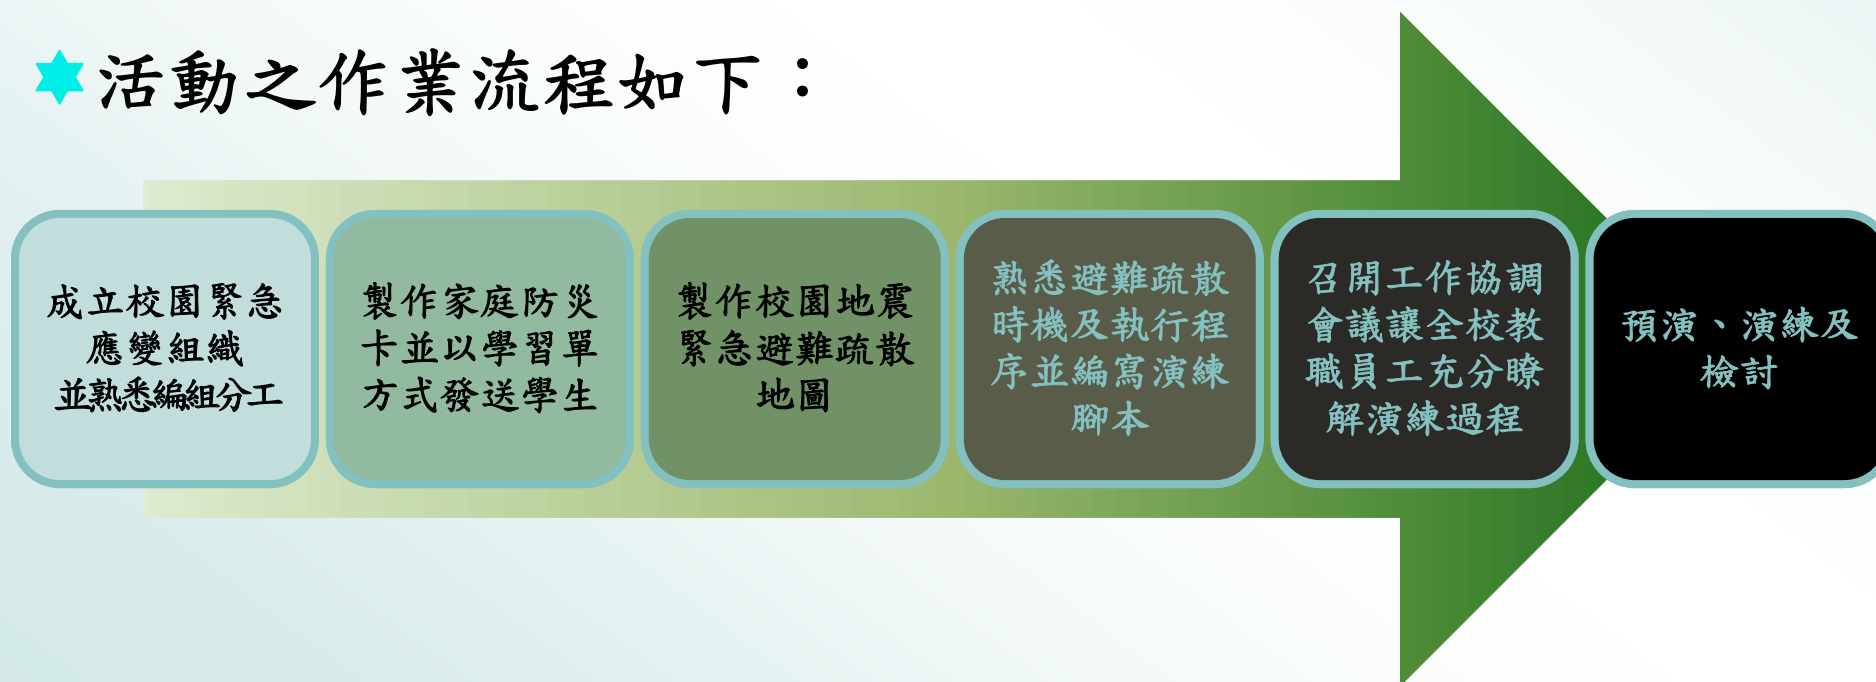 活動之作業流程如下：
成立校園緊急
應變組織
並熟悉編組分工
製作家庭防災
卡並以學習單
方式發送學生
製作校園地震
緊急避難疏散
地圖
熟悉避難疏散
時機及執行程
序並編寫演練
腳本
召開工作協調
會議讓全校教
職員工充分瞭
解演練過程
預演、演練及
檢討